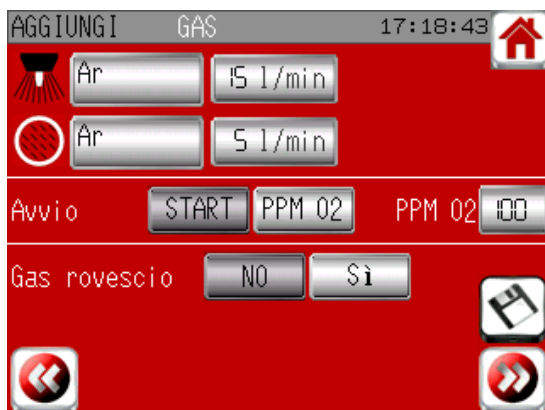 AGGIUNGI GAS 17:18:43
Ar 15 l/min
Ar 5 l/min
Avvio START PPM O2 PPM O2 100
Gas rovescio NO Sì